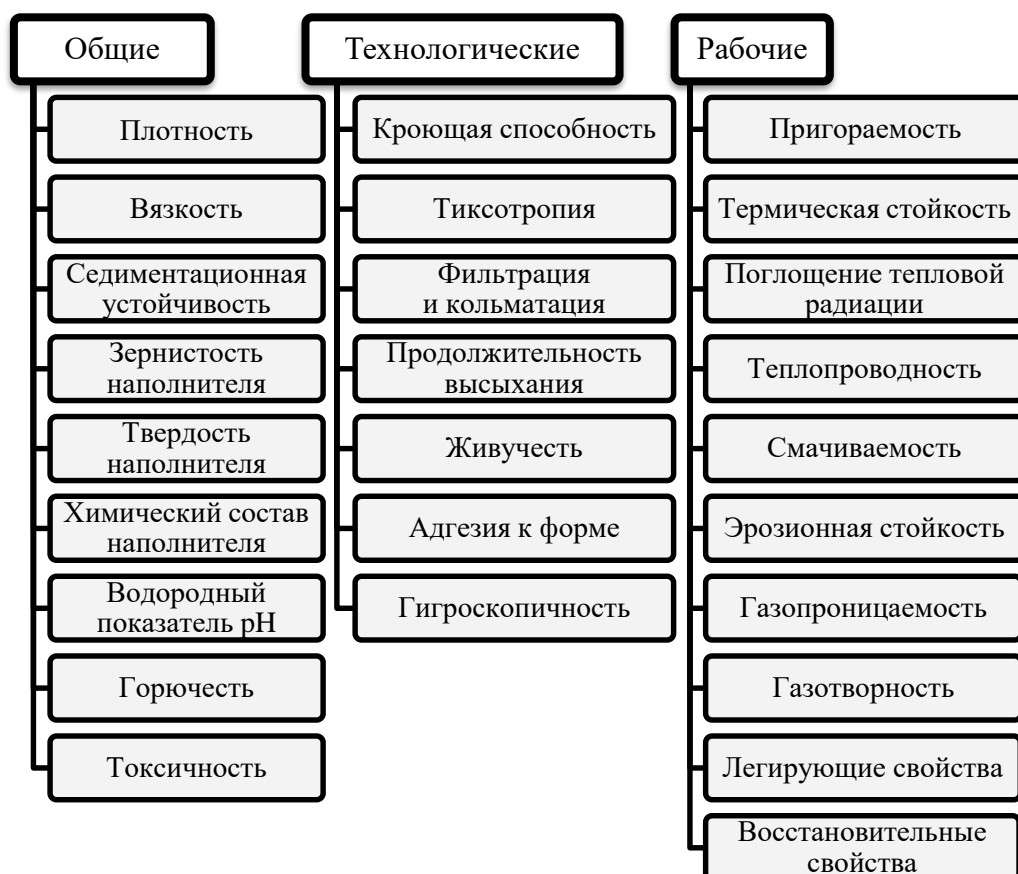 Общие
Плотность
Вязкость
Седиментационная
устойчивость
Зернистость
наполнителя
Твердость
наполнителя
Химический состав
наполнителя
Водородный
показатель pH
Горючесть
Токсичность
Технологические
Кроющая способность
Тиксотропия
Фильтрация
и кольматация
Продолжительность
высыхания
Живучесть
Адгезия к форме
Гигроскопичность
Рабочие
Пригораемость
Термическая стойкость
Поглощение тепловой
радиации
Теплопроводность
Смачиваемость
Эрозионная стойкость
Газопроницаемость
Газотворность
Легирующие свойства
Восстановительные
свойства